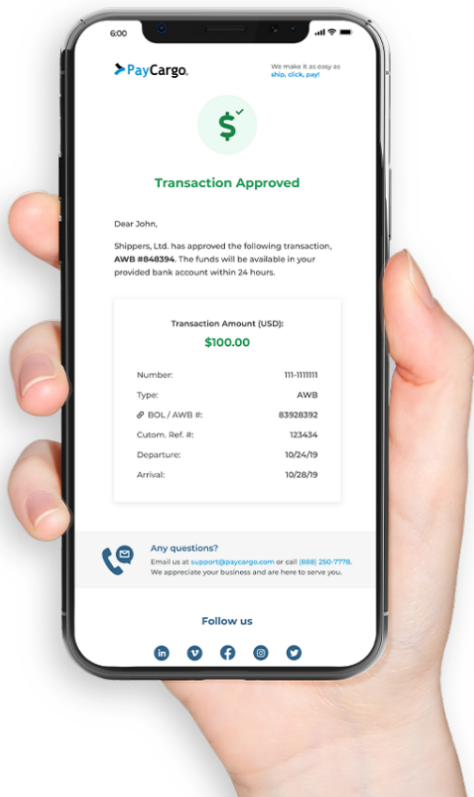 6:00
PayCargo.
We make it as easy as
ship, click, pay!
$
Transaction Approved
Dear John,
Shippers, Ltd. has approved the following transaction,
AWB #848394. The funds will be available in your
provided bank account within 24 hours.
Transaction Amount (USD):
$100.00
Number: 111-1111111
Type: AWB
BOL / AWB #: 83928392
Cutom. Ref. #: 123434
Departure: 10/24/19
Arrival: 10/28/19
Any questions?
Email us at support@paycargo.com or call (888) 250-7778.
We appreciate your business and are here to serve you.
Follow us
in v f